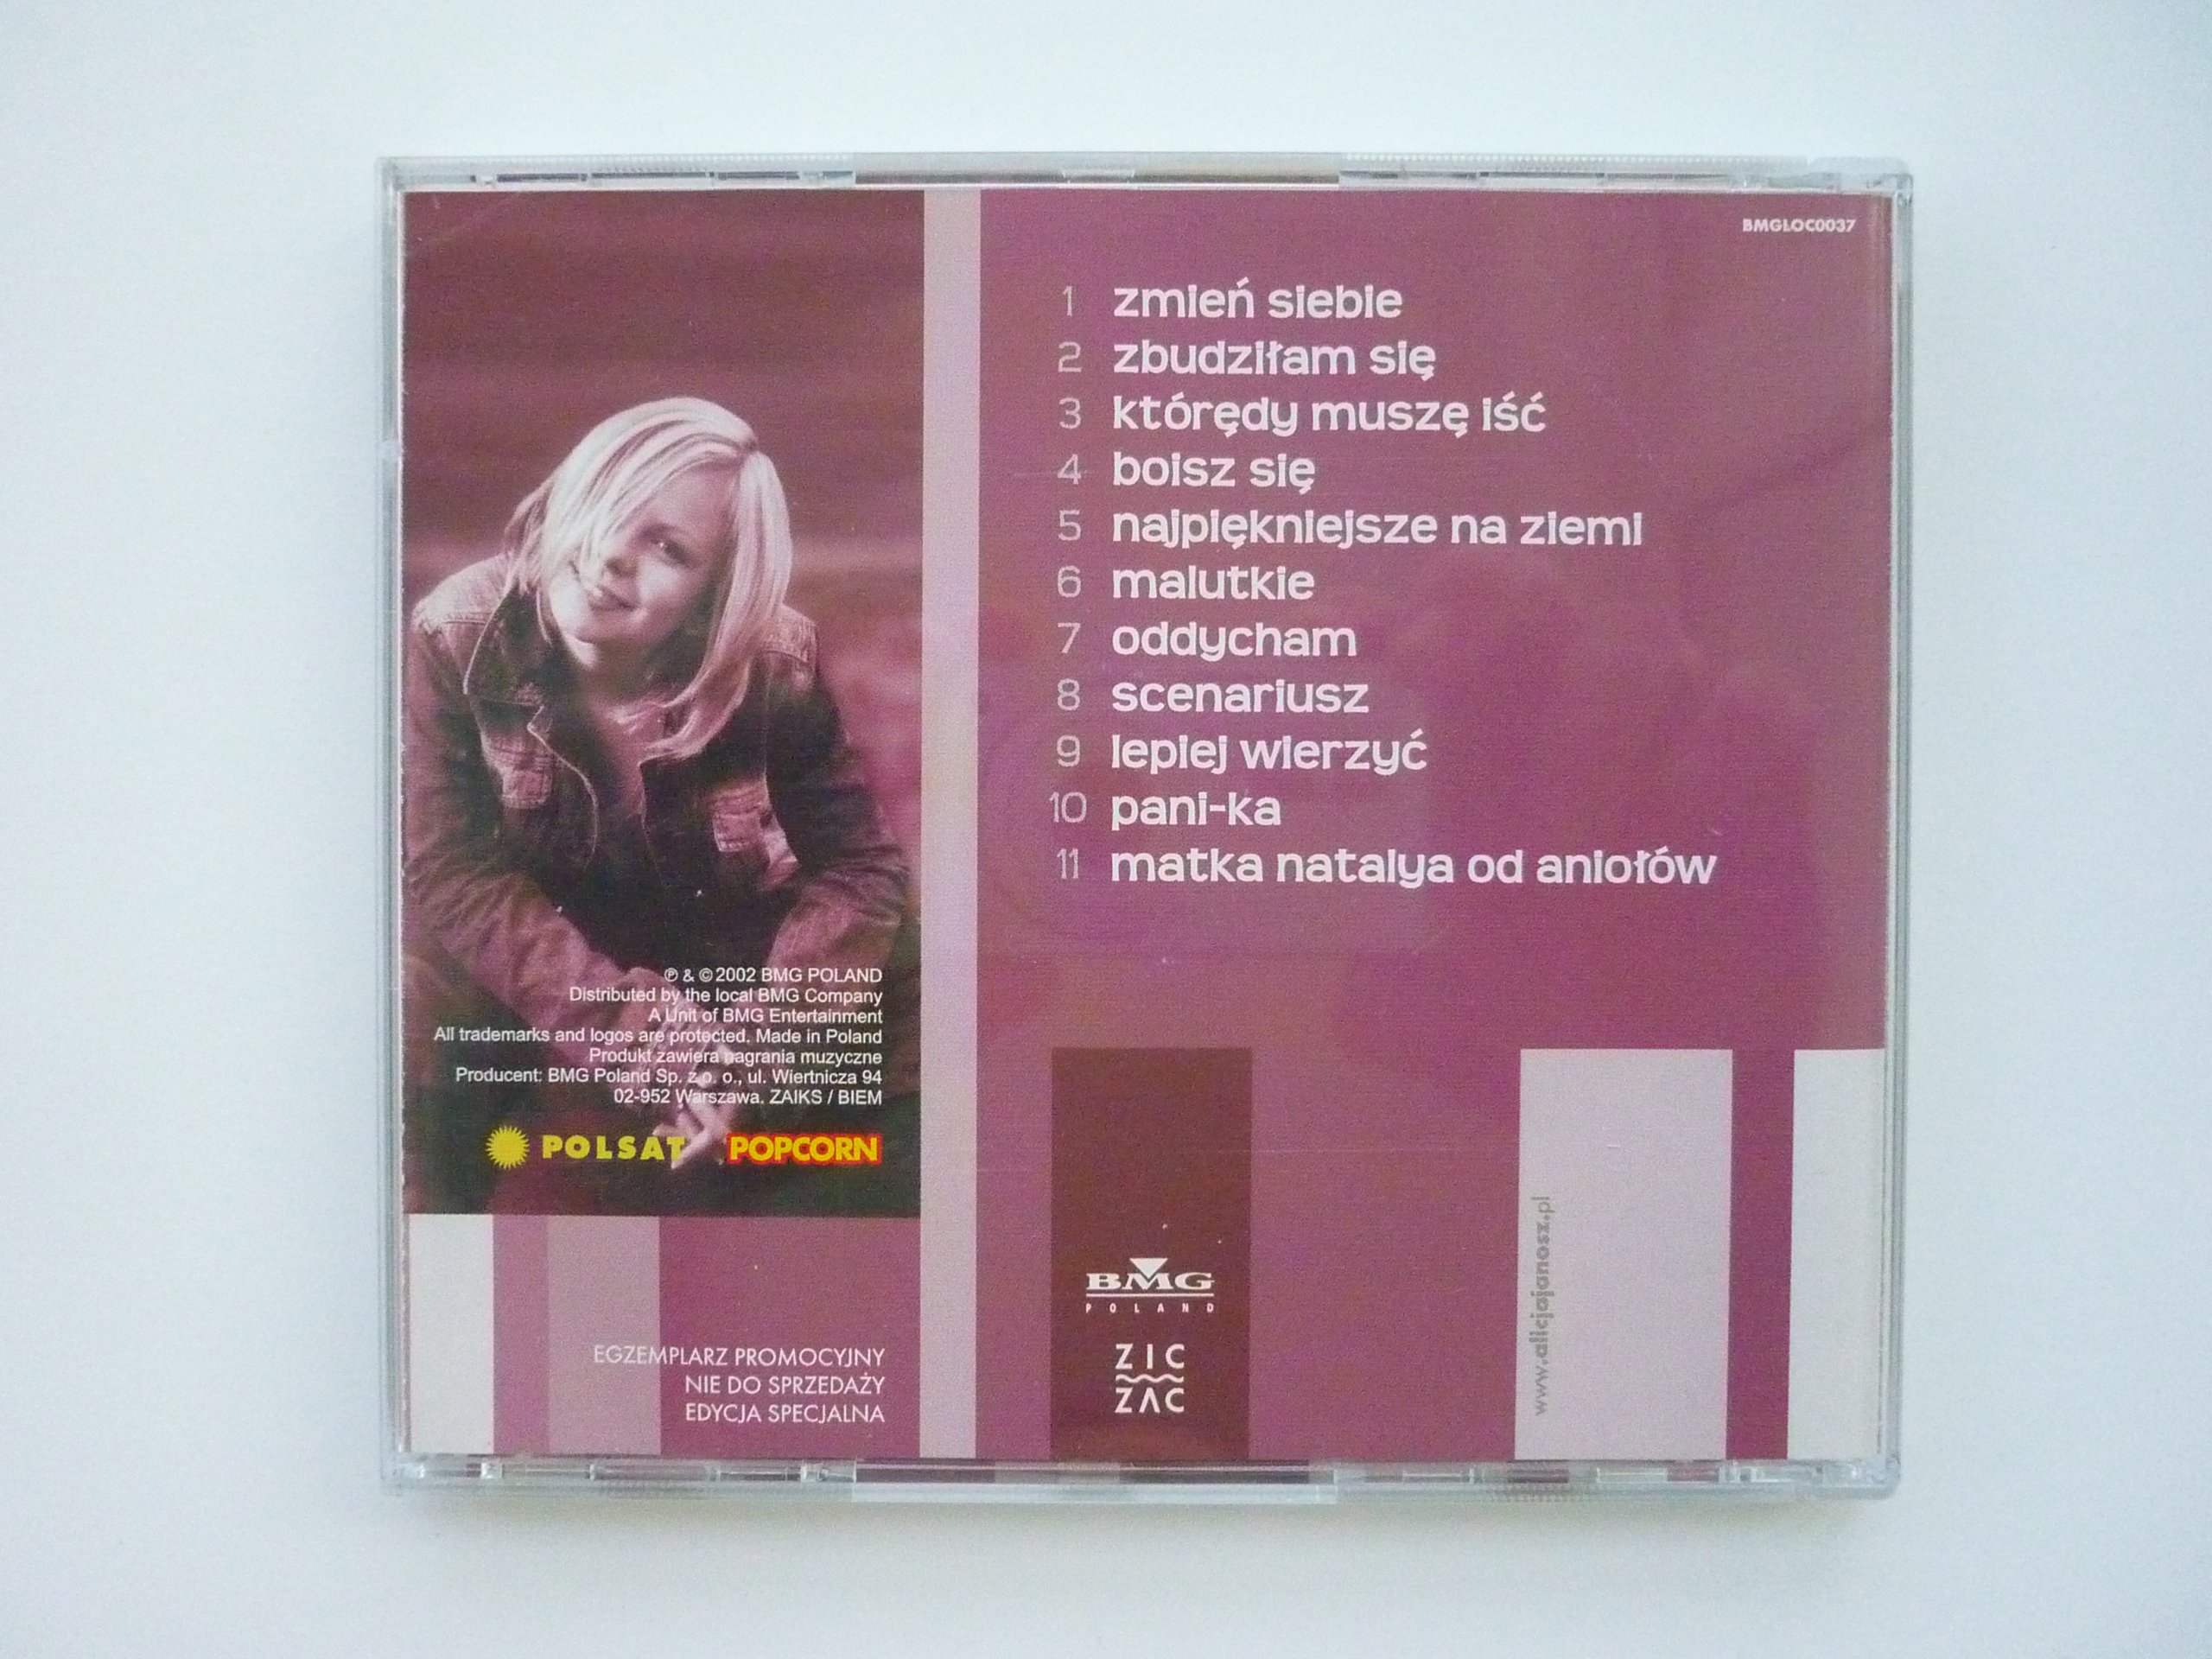 BMGLOC0037
1 zmień siebie
2 zbudziłam się
3 którędy muszę iść
4 boisz się
5 najpiękniejsze na ziemi
6 malutkie
7 oddycham
8 scenariusz
9 lepiej wierzyć
10 pani-ka
11 matka natalya od aniołów
℗ & © 2002 BMG POLAND
Distributed by the local BMG Company
A Unit of BMG Entertainment
All trademarks and logos are protected. Made in Poland
Produkt zawiera nagrania muzyczne
Producent: BMG Poland Sp. z o. o., ul. Wiertnicza 94
02-952 Warszawa. ZAIKS / BIEM
POLSAT POPCORN
EGZEMPLARZ PROMOCYJNY
NIE DO SPRZEDAŻY
EDYCJA SPECJALNA
BMG
POLAND
ZIC
ZAC
www.alicjajanosz.pl